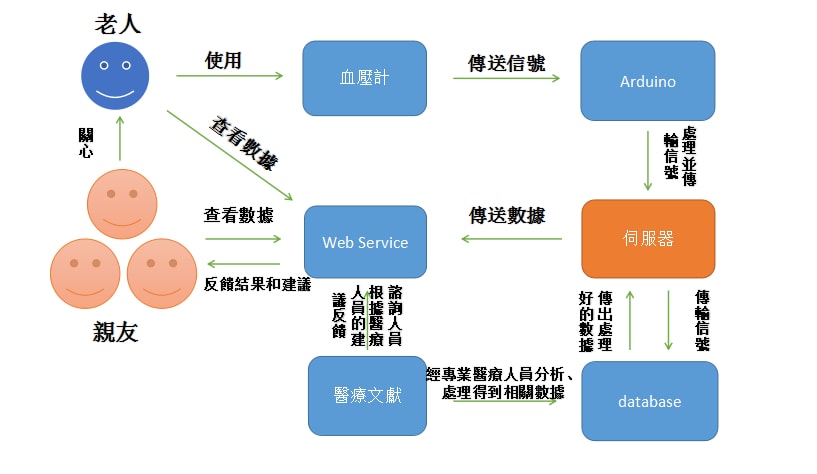 老人
使用
血壓計
傳送信號
Arduino
關心
查看數據
處理並傳
輸信號
查看數據
Web Service
傳送數據
伺服器
反饋結果和建議
親友
諮詢人員
根據醫療
人員的建
議反饋
傳出處理
好的數據
傳輸信號
醫療文獻
經專業醫療人員分析、
處理得到相關數據
database